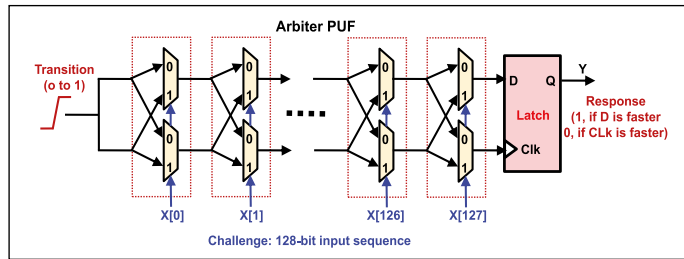 Arbiter PUF
Transition
(o to 1)
0
1
0
1
0
1
0
1
0
1
0
1
0
1
0
1
D
Q
Latch
Clk
Y
Response
(1, if D is faster
0, if CLk is faster)
X[0]
X[1]
X[126]
X[127]
Challenge: 128-bit input sequence